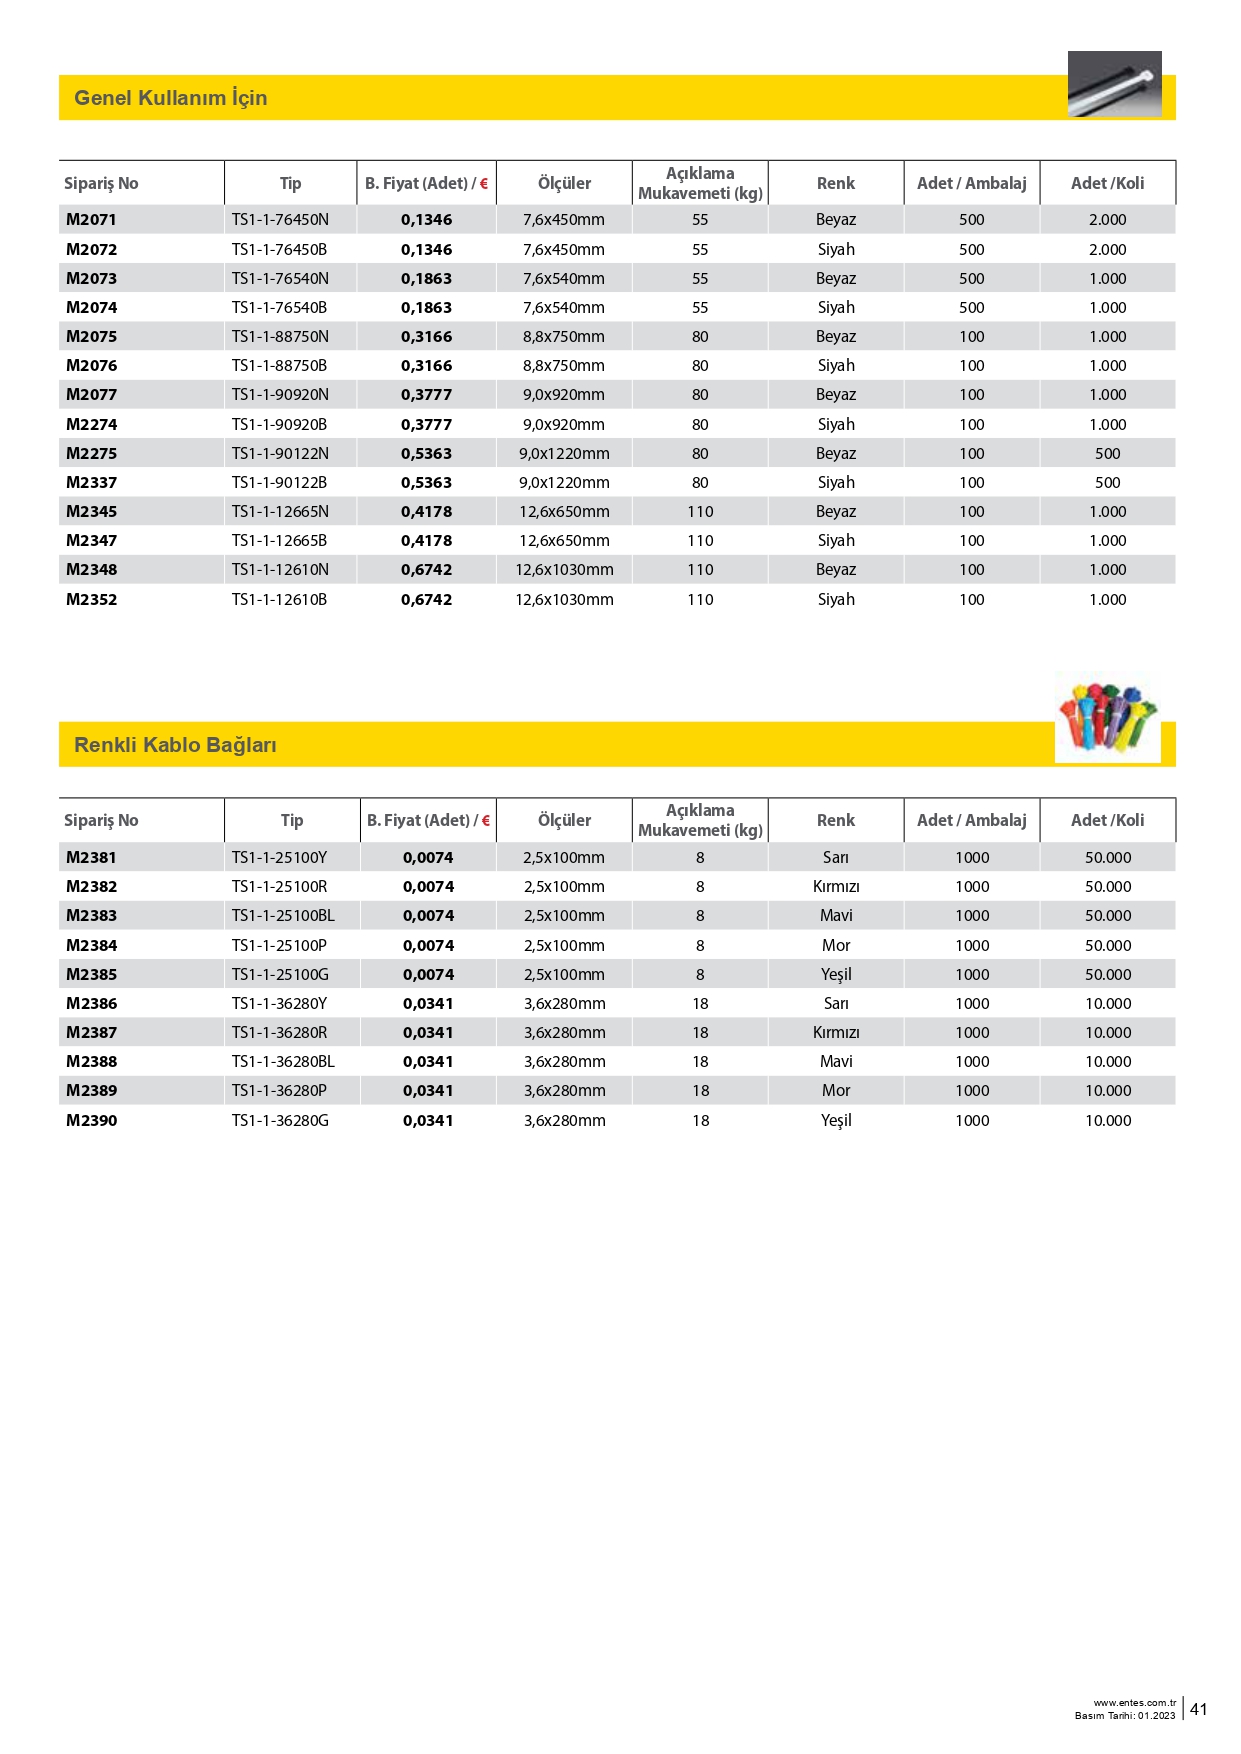 Genel Kullanım İçin
Sipariş No Tip B. Fiyat (Adet) / € Ölçüler Açıklama Mukavemeti (kg) Renk Adet / Ambalaj Adet /Koli
M2071 TS1-1-76450N 0,1346 7,6x450mm 55 Beyaz 500 2.000
M2072 TS1-1-76450B 0,1346 7,6x450mm 55 Siyah 500 2.000
M2073 TS1-1-76540N 0,1863 7,6x540mm 55 Beyaz 500 1.000
M2074 TS1-1-76540B 0,1863 7,6x540mm 55 Siyah 500 1.000
M2075 TS1-1-88750N 0,3166 8,8x750mm 80 Beyaz 100 1.000
M2076 TS1-1-88750B 0,3166 8,8x750mm 80 Siyah 100 1.000
M2077 TS1-1-90920N 0,3777 9,0x920mm 80 Beyaz 100 1.000
M2274 TS1-1-90920B 0,3777 9,0x920mm 80 Siyah 100 1.000
M2275 TS1-1-90122N 0,5363 9,0x1220mm 80 Beyaz 100 500
M2337 TS1-1-90122B 0,5363 9,0x1220mm 80 Siyah 100 500
M2345 TS1-1-12665N 0,4178 12,6x650mm 110 Beyaz 100 1.000
M2347 TS1-1-12665B 0,4178 12,6x650mm 110 Siyah 100 1.000
M2348 TS1-1-12610N 0,6742 12,6x1030mm 110 Beyaz 100 1.000
M2352 TS1-1-12610B 0,6742 12,6x1030mm 110 Siyah 100 1.000
Renkli Kablo Bağları
Sipariş No Tip B. Fiyat (Adet) / € Ölçüler Açıklama Mukavemeti (kg) Renk Adet / Ambalaj Adet /Koli
M2381 TS1-1-25100Y 0,0074 2,5x100mm 8 Sarı 1000 50.000
M2382 TS1-1-25100R 0,0074 2,5x100mm 8 Kırmızı 1000 50.000
M2383 TS1-1-25100BL 0,0074 2,5x100mm 8 Mavi 1000 50.000
M2384 TS1-1-25100P 0,0074 2,5x100mm 8 Mor 1000 50.000
M2385 TS1-1-25100G 0,0074 2,5x100mm 8 Yeşil 1000 50.000
M2386 TS1-1-36280Y 0,0341 3,6x280mm 18 Sarı 1000 10.000
M2387 TS1-1-36280R 0,0341 3,6x280mm 18 Kırmızı 1000 10.000
M2388 TS1-1-36280BL 0,0341 3,6x280mm 18 Mavi 1000 10.000
M2389 TS1-1-36280P 0,0341 3,6x280mm 18 Mor 1000 10.000
M2390 TS1-1-36280G 0,0341 3,6x280mm 18 Yeşil 1000 10.000
www.entes.com.tr
Basım Tarihi: 01.2023 41